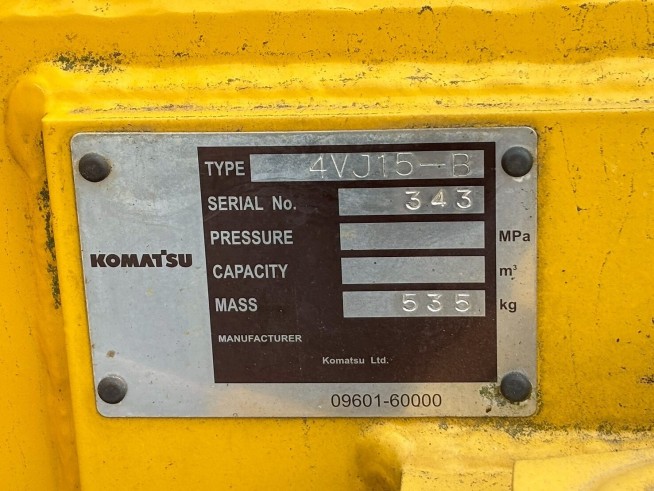 TYPE 4VJ15-B
SERIAL No. 343
PRESSURE MPa
KOMATSU
CAPACITY m³
MASS 535 kg
MANUFACTURER
Komatsu Ltd.
09601-60000